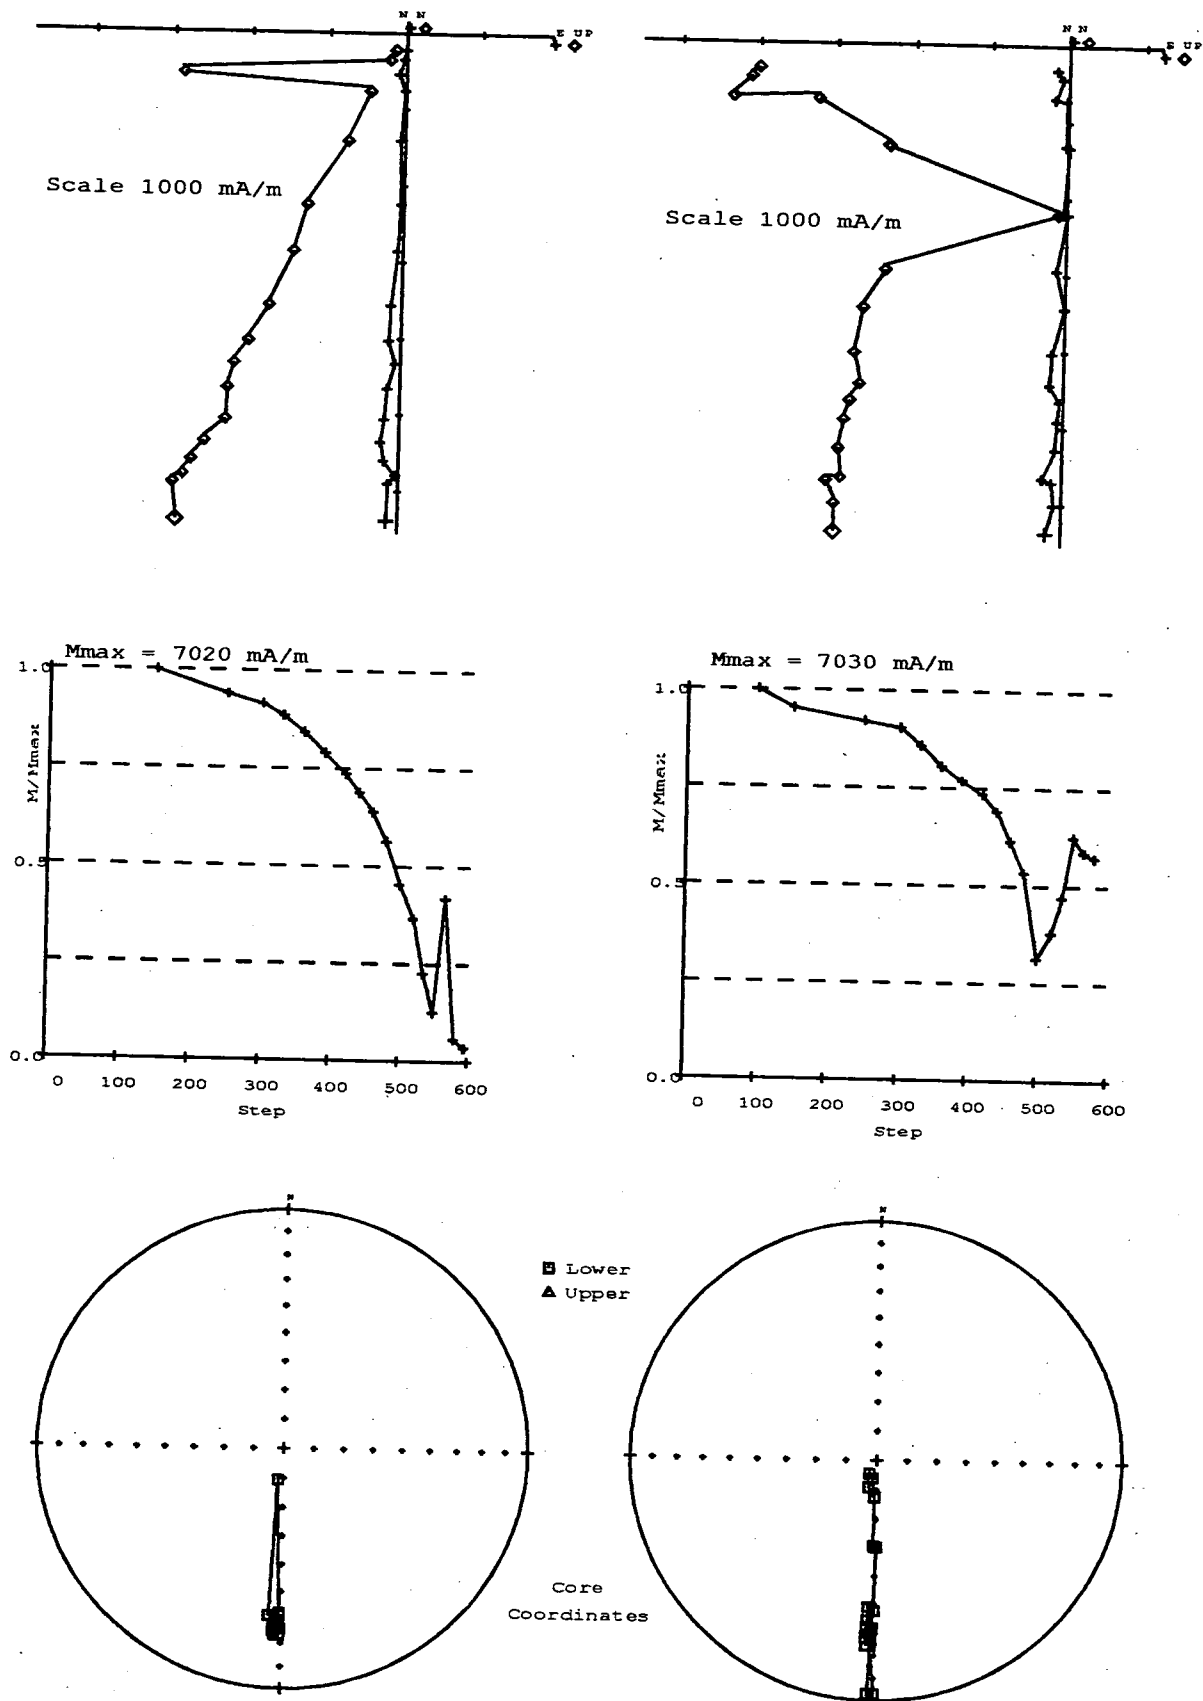 N N
E UP
N N
E UP
Scale 1000 mA/m
Scale 1000 mA/m
Mmax = 7020 mA/m
Mmax = 7030 mA/m
1.0
M/Mmax
0.5
0.0
0 100 200 300 400 500 600
Step
1.0
M/Mmax
0.5
0.0
0 100 200 300 400 500 600
Step
N
N
Lower
Upper
Core
Coordinates